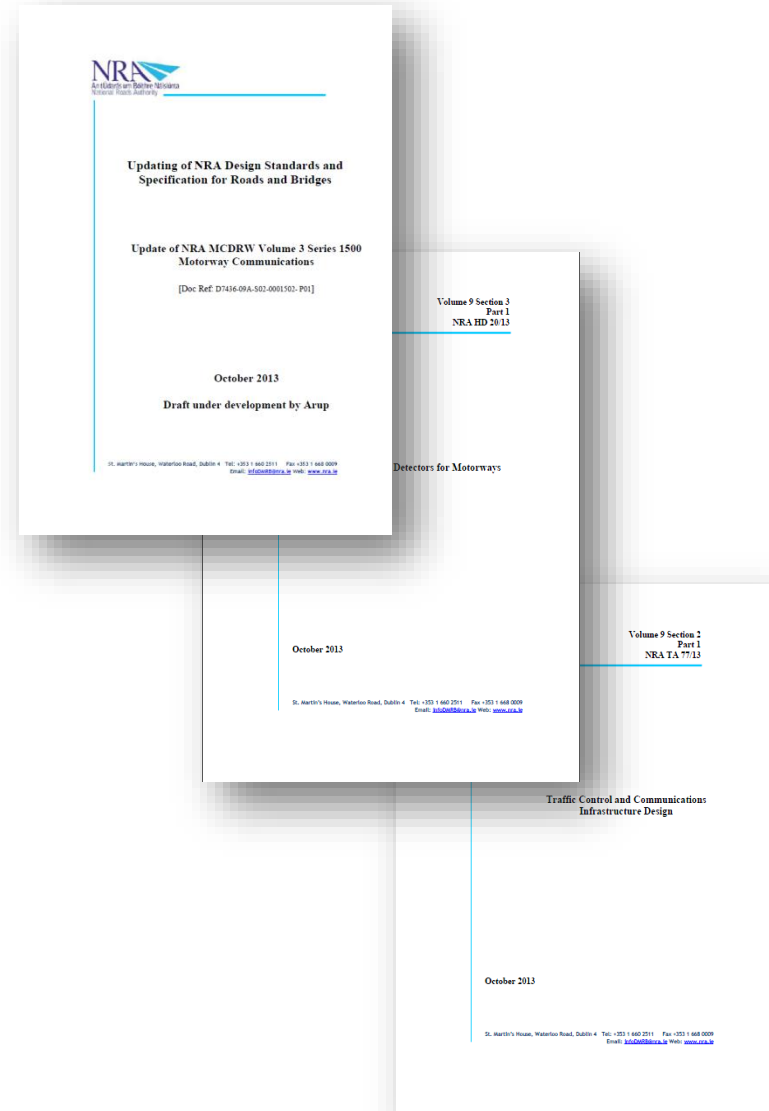 NRA
An tÚdarás um Bóithre Náisiúnta
National Roads Authority
Updating of NRA Design Standards and
Specification for Roads and Bridges
Update of NRA MCDRW Volume 3 Series 1500
Motorway Communications
[Doc Ref: D7436-09A-S02-0001502- P01]
October 2013
Draft under development by Arup
St. Martin's House, Waterloo Road, Dublin 4 Tel: +353 1 660 2511 Fax +353 1 668 0009
Email: InfoDMRB@nra.ie Web: www.nra.ie
Volume 9 Section 3
Part 1
NRA HD 20/13
Detectors for Motorways
October 2013
St. Martin's House, Waterloo Road, Dublin 4 Tel: +353 1 660 2511 Fax +353 1 668 0009
Email: InfoDMRB@nra.ie Web: www.nra.ie
Volume 9 Section 2
Part 1
NRA TA 77/13
Traffic Control and Communications
Infrastructure Design
October 2013
St. Martin's House, Waterloo Road, Dublin 4 Tel: +353 1 660 2511 Fax +353 1 668 0009
Email: InfoDMRB@nra.ie Web: www.nra.ie